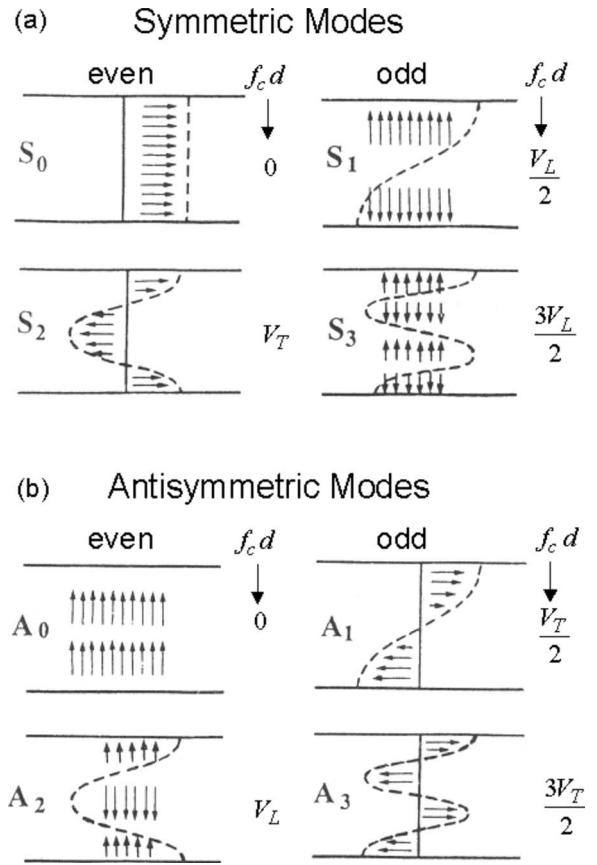 (a) Symmetric Modes
even f_c d odd f_c d
S₀ 0 S₁ V_L/2
S₂ V_T S₃ 3V_L/2
(b) Antisymmetric Modes
even f_c d odd f_c d
A₀ 0 A₁ V_T/2
A₂ V_L A₃ 3V_T/2